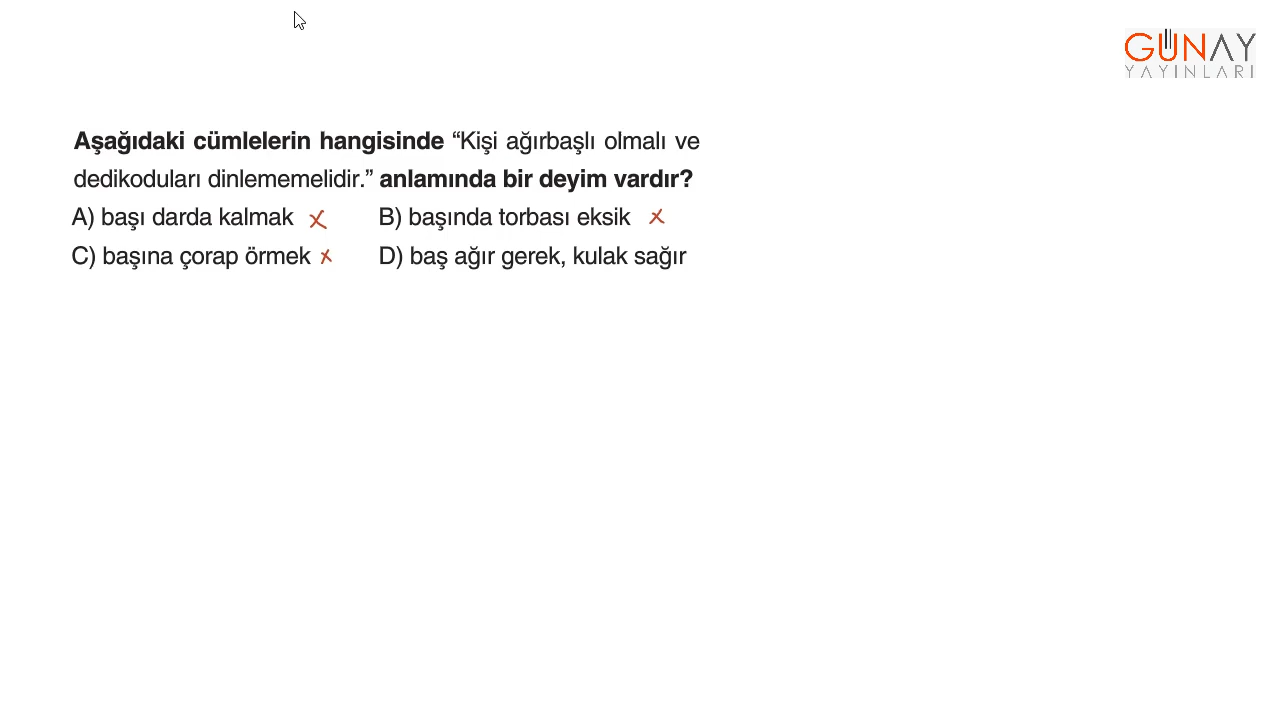 GÜNAY
YAYINLARI
Aşağıdaki cümlelerin hangisinde “Kişi ağırbaşlı olmalı ve
dedikoduları dinlememelidir.” anlamında bir deyim vardır?
A) başı darda kalmak x B) başında torbası eksik x
C) başına çorap örmek x D) baş ağır gerek, kulak sağır